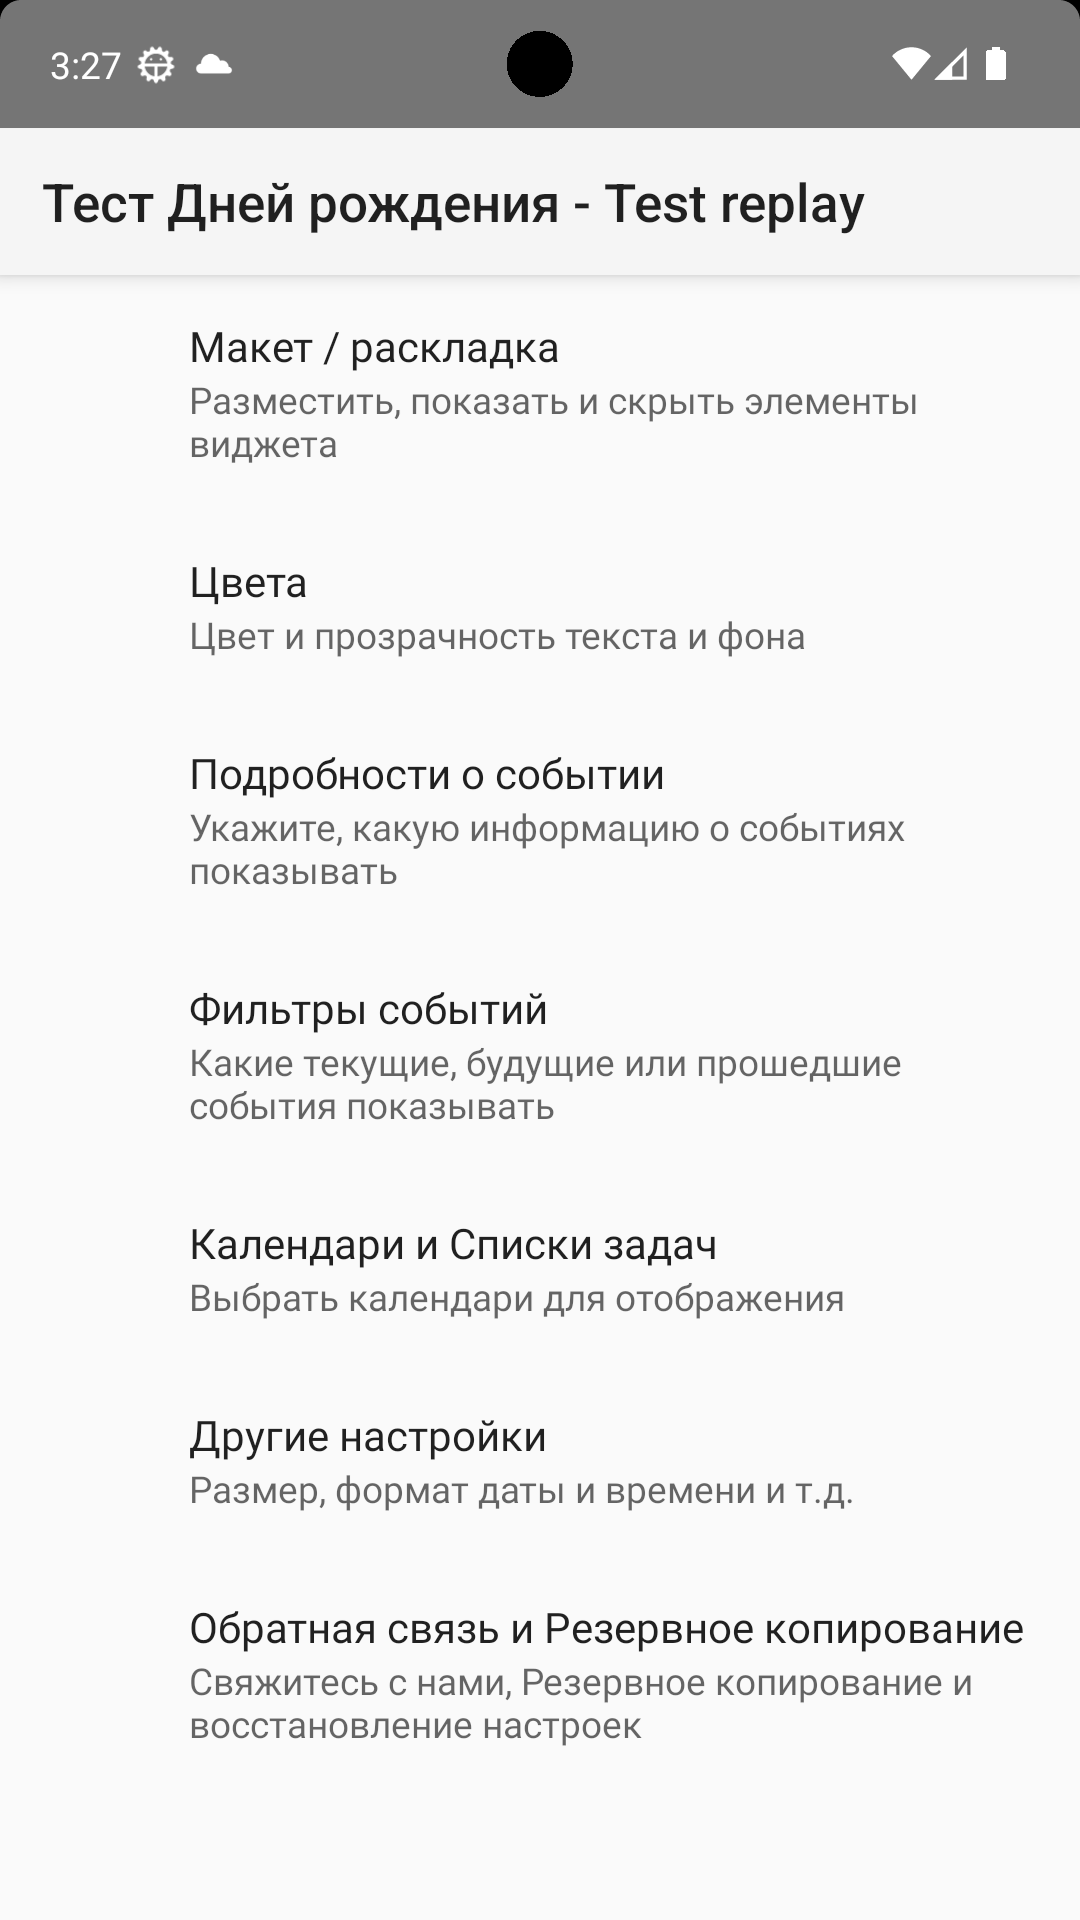 3:27
Тест Дней рождения - Test replay
Макет / раскладка
Разместить, показать и скрыть элементы
виджета
Цвета
Цвет и прозрачность текста и фона
Подробности о событии
Укажите, какую информацию о событиях
показывать
Фильтры событий
Какие текущие, будущие или прошедшие
события показывать
Календари и Списки задач
Выбрать календари для отображения
Другие настройки
Размер, формат даты и времени и т.д.
Обратная связь и Резервное копирование
Свяжитесь с нами, Резервное копирование и
восстановление настроек